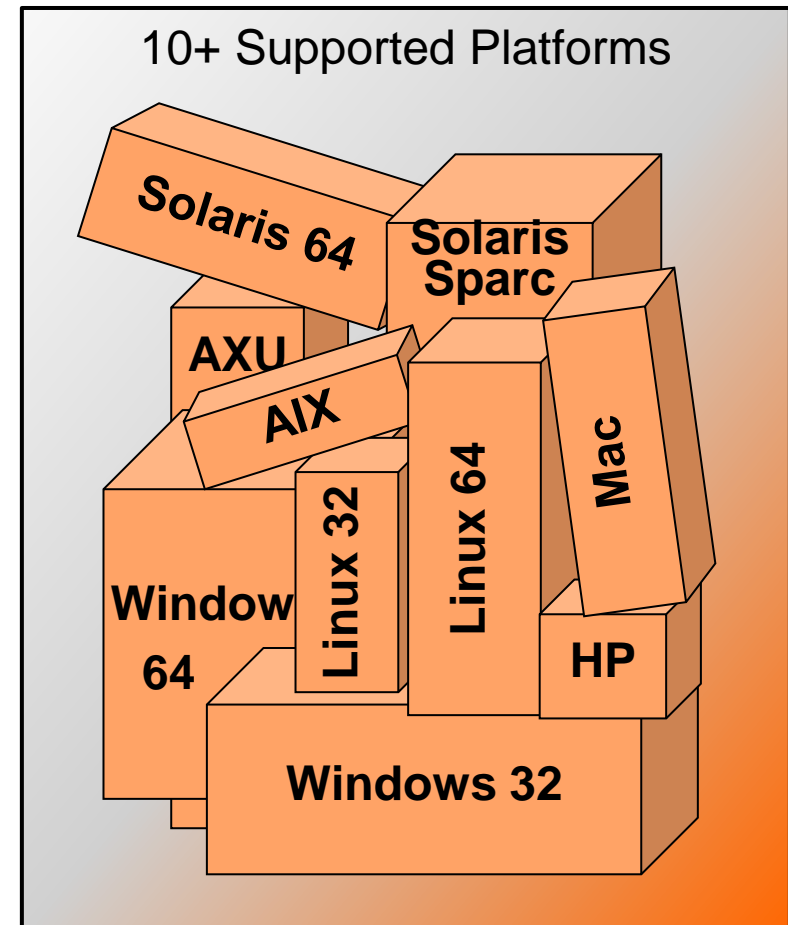 10+ Supported Platforms
Solaris 64
Solaris
Sparc
AXU
AIX
Mac
Linux 32
Linux 64
Window
64
HP
Windows 32